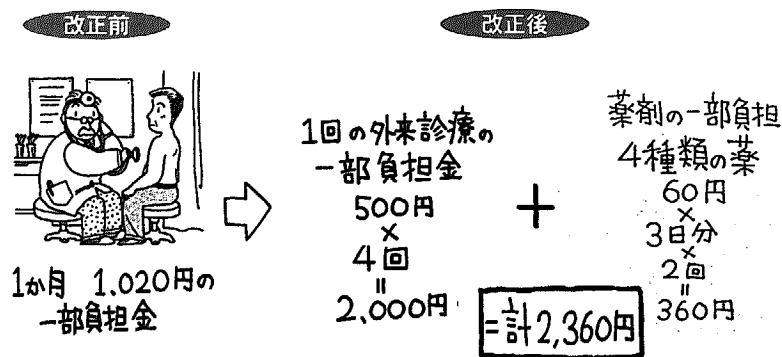 改正前
1か月 1,020円の
一部負担金
改正後
1回の外来診療の
一部負担金
500円
×
4回
=
2,000円
+
薬剤の一部負担
4種類の薬
60円
×
3日分
×
2回
=
360円
=計2,360円